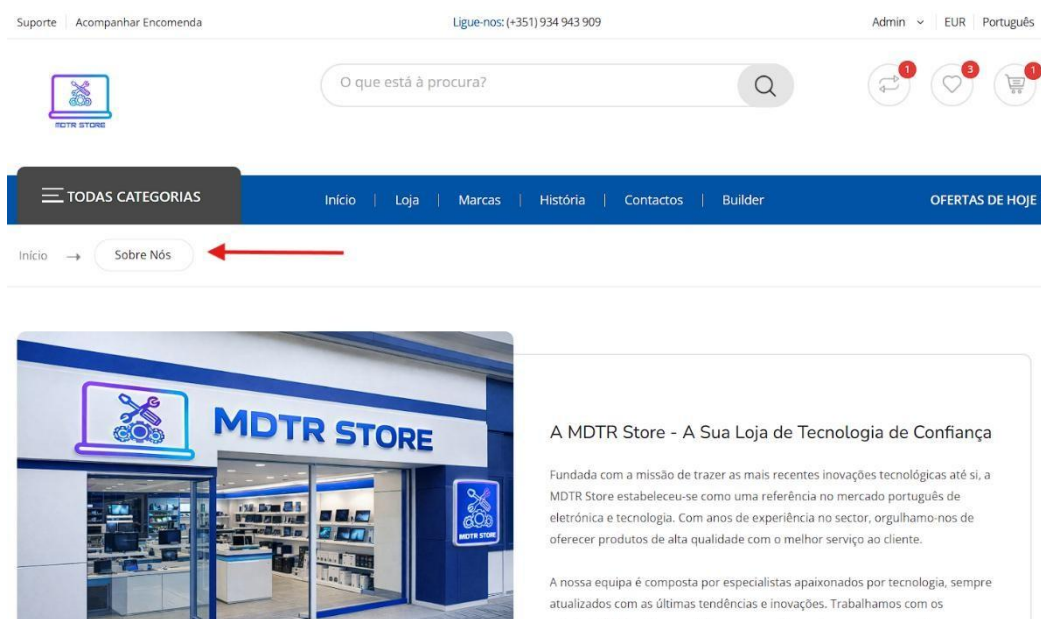 Suporte Acompanhar Encomenda Ligue-nos: (+351) 934 943 909 Admin EUR Português
MDTR STORE
O que está à procura?
1 3 1
TODAS CATEGORIAS Início | Loja | Marcas | História | Contactos | Builder OFERTAS DE HOJE
Início → Sobre Nós
MDTR STORE
MDTR STORE
A MDTR Store - A Sua Loja de Tecnologia de Confiança
Fundada com a missão de trazer as mais recentes inovações tecnológicas até si, a
MDTR Store estabeleceu-se como uma referência no mercado português de
eletrónica e tecnologia. Com anos de experiência no sector, orgulhamo-nos de
oferecer produtos de alta qualidade com o melhor serviço ao cliente.
A nossa equipa é composta por especialistas apaixonados por tecnologia, sempre
atualizados com as últimas tendências e inovações. Trabalhamos com os